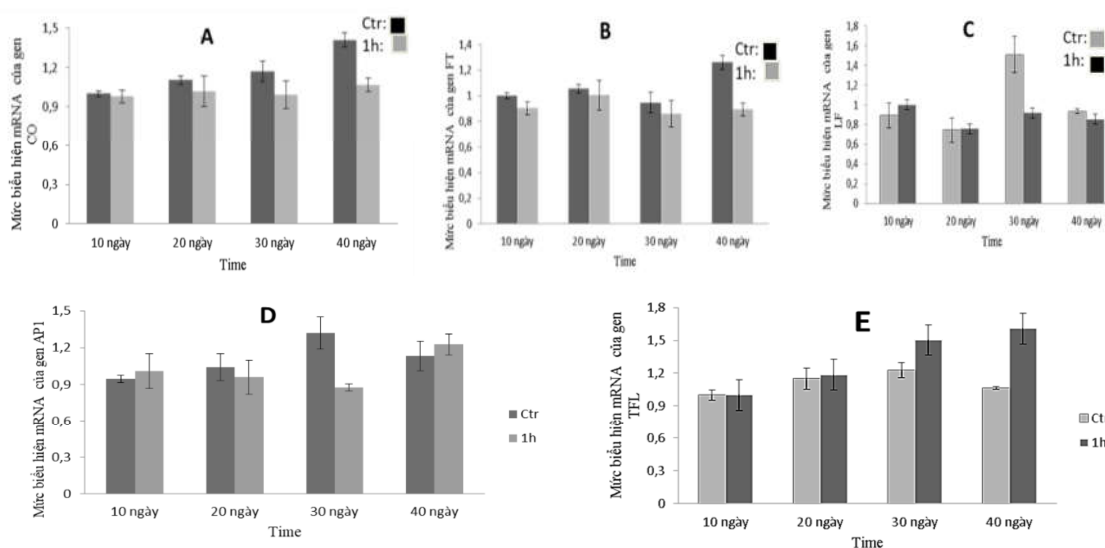 A
Ctr:
1h:
Mức biểu hiện mRNA của gen
CO
1,5
1,2
0,9
0,6
0,3
0
10 ngày
20 ngày
30 ngày
40 ngày
Time
B
Ctr:
1h:
Mức biểu hiện mRNA của gen FT
1,4
1,2
1
0,8
0,6
0,4
0,2
0
10 ngày
20 ngày
30 ngày
40 ngày
Time
C
Ctr:
1h:
Mức biểu hiện mRNA của gen
LF
1,8
1,6
1,4
1,2
1
0,8
0,6
0,4
0,2
0
10 ngày
20 ngày
30 ngày
40 ngày
Time
D
Mức biểu hiện mRNA của gen AP1
1,5
1,2
0,9
0,6
0,3
0
10 ngày
20 ngày
30 ngày
40 ngày
Time
Ctr
1h
E
Mức biểu hiện mRNA của gen
TFL
1,8
1,5
1,2
0,9
0,6
0,3
0
10 ngày
20 ngày
30 ngày
40 ngày
Time
Ct
1h